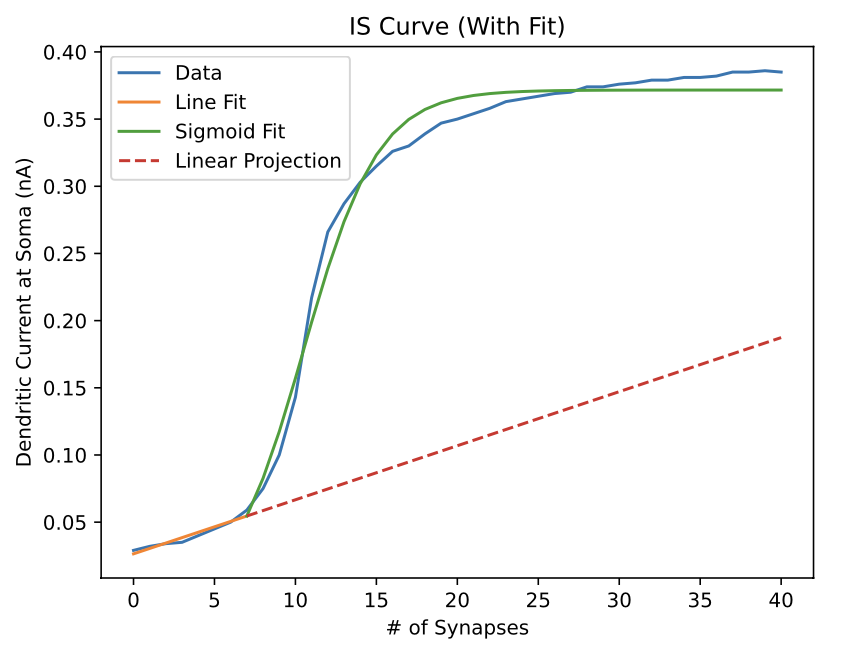 IS Curve (With Fit)
Data
Line Fit
Sigmoid Fit
Linear Projection
Dendritic Current at Soma (nA)
0.40
0.35
0.30
0.25
0.20
0.15
0.10
0.05
0 5 10 15 20 25 30 35 40
# of Synapses